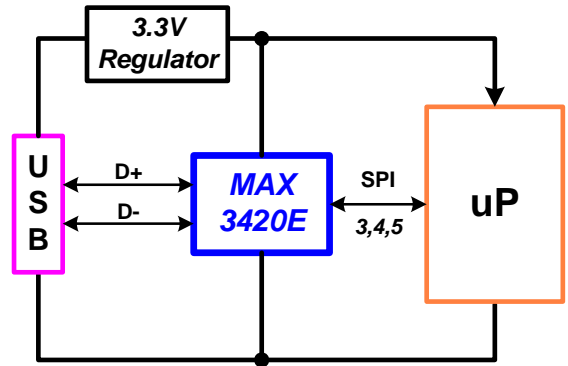 3.3V
Regulator
U
S
B
D+
D-
MAX
3420E
SPI
3,4,5
uP